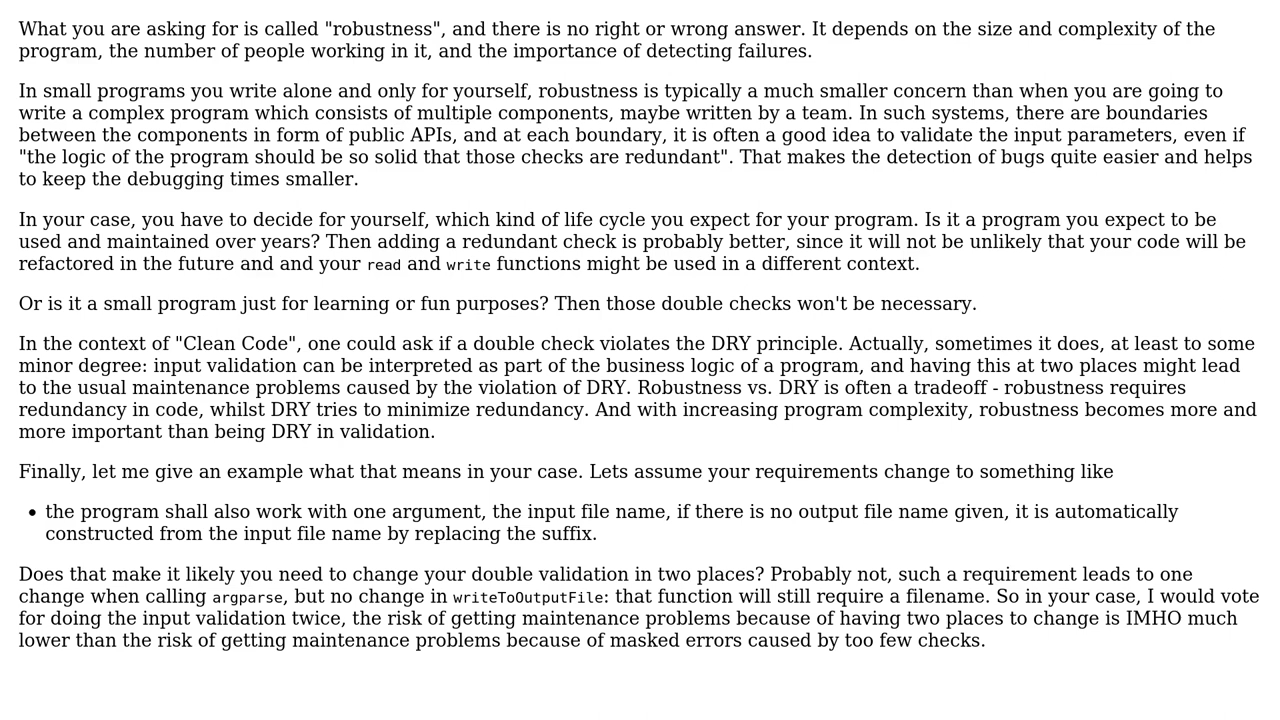 What you are asking for is called "robustness", and there is no right or wrong answer. It depends on the size and complexity of the
program, the number of people working in it, and the importance of detecting failures.
In small programs you write alone and only for yourself, robustness is typically a much smaller concern than when you are going to
write a complex program which consists of multiple components, maybe written by a team. In such systems, there are boundaries
between the components in form of public APIs, and at each boundary, it is often a good idea to validate the input parameters, even if
"the logic of the program should be so solid that those checks are redundant". That makes the detection of bugs quite easier and helps
to keep the debugging times smaller.
In your case, you have to decide for yourself, which kind of life cycle you expect for your program. Is it a program you expect to be
used and maintained over years? Then adding a redundant check is probably better, since it will not be unlikely that your code will be
refactored in the future and and your read and write functions might be used in a different context.
Or is it a small program just for learning or fun purposes? Then those double checks won't be necessary.
In the context of "Clean Code", one could ask if a double check violates the DRY principle. Actually, sometimes it does, at least to some
minor degree: input validation can be interpreted as part of the business logic of a program, and having this at two places might lead
to the usual maintenance problems caused by the violation of DRY. Robustness vs. DRY is often a tradeoff - robustness requires
redundancy in code, whilst DRY tries to minimize redundancy. And with increasing program complexity, robustness becomes more and
more important than being DRY in validation.
Finally, let me give an example what that means in your case. Lets assume your requirements change to something like
• the program shall also work with one argument, the input file name, if there is no output file name given, it is automatically
constructed from the input file name by replacing the suffix.
Does that make it likely you need to change your double validation in two places? Probably not, such a requirement leads to one
change when calling argparse, but no change in writeToOutputFile: that function will still require a filename. So in your case, I would vote
for doing the input validation twice, the risk of getting maintenance problems because of having two places to change is IMHO much
lower than the risk of getting maintenance problems because of masked errors caused by too few checks.